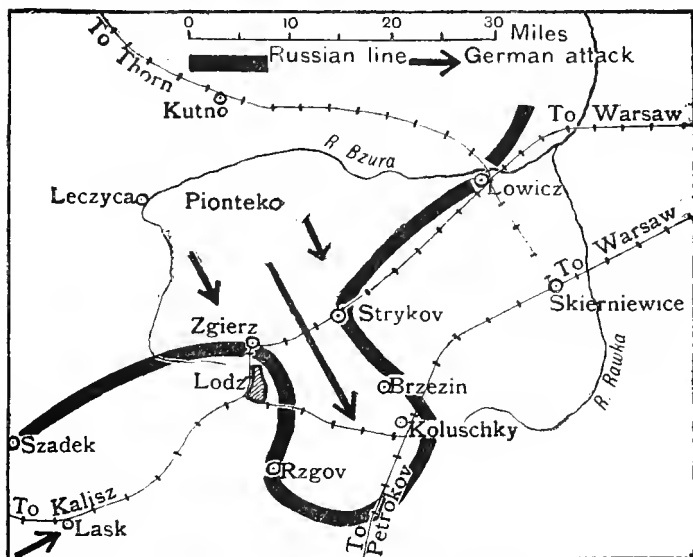 0 10 20 30
Miles
Russian line German attack
To Thorn
Kutno
To Warsaw
R. Bzura
Lowicz
Leczyca
Pionteko
To Warsaw
Skierniewice
Strykov
Zgierz
R. Rawka
Lodz
Brzezin
Koluschky
Szadek
Rzgov
To Kalisz
Lask
To Petrokov